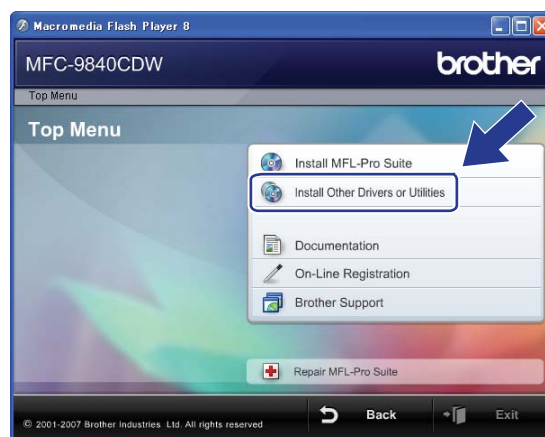 Macromedia Flash Player 8
MFC-9840CDW
brother
Top Menu
Top Menu
Install MFL-Pro Suite
Install Other Drivers or Utilities
Documentation
On-Line Registration
Brother Support
Repair MFL-Pro Suite
© 2001-2007 Brother Industries Ltd. All rights reserved
Back
Exit